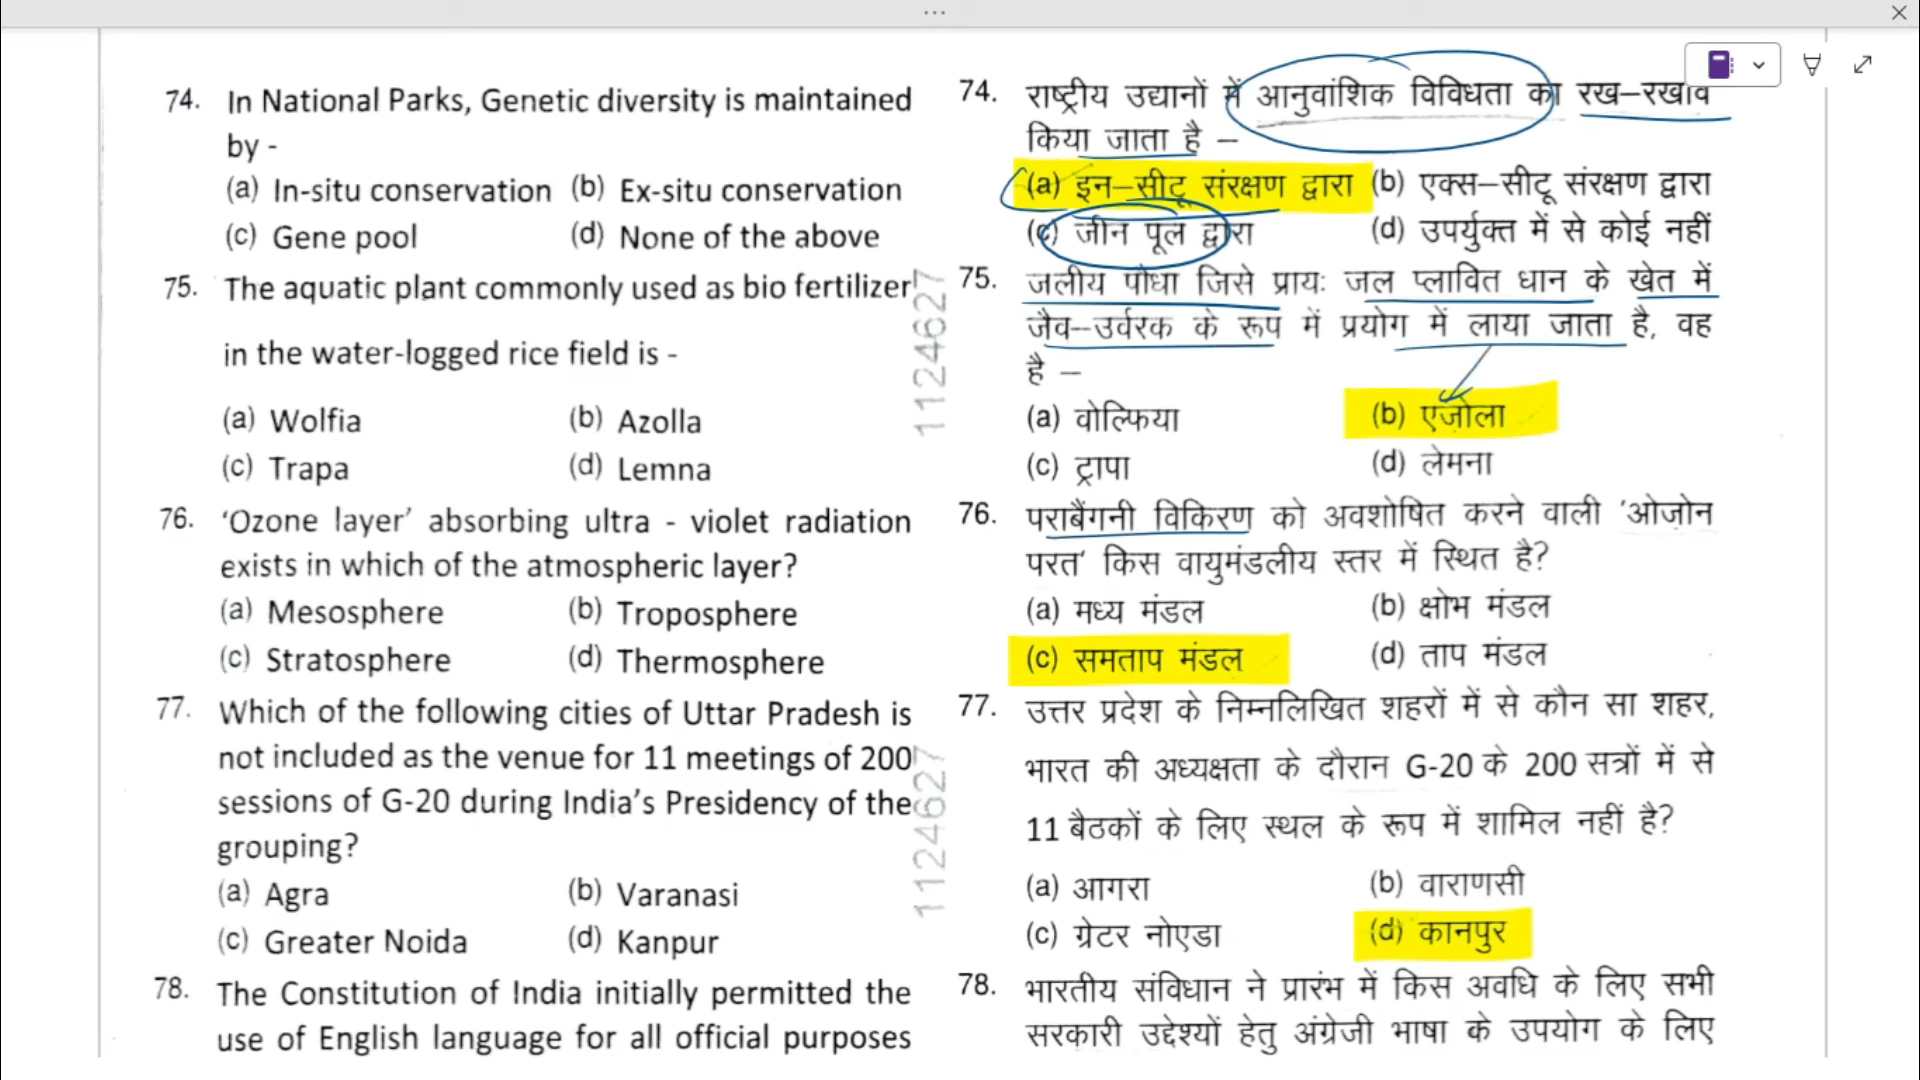 74. In National Parks, Genetic diversity is maintained
by -
(a) In-situ conservation (b) Ex-situ conservation
(c) Gene pool (d) None of the above
75. The aquatic plant commonly used as bio fertilizer
in the water-logged rice field is -
(a) Wolfia (b) Azolla
(c) Trapa (d) Lemna
76. ‘Ozone layer’ absorbing ultra - violet radiation
exists in which of the atmospheric layer?
(a) Mesosphere (b) Troposphere
(c) Stratosphere (d) Thermosphere
77. Which of the following cities of Uttar Pradesh is
not included as the venue for 11 meetings of 200
sessions of G-20 during India’s Presidency of the
grouping?
(a) Agra (b) Varanasi
(c) Greater Noida (d) Kanpur
78. The Constitution of India initially permitted the
use of English language for all official purposes
1124627
1124627
74. राष्ट्रीय उद्यानों में आनुवांशिक विविधता का रख–रखाव
किया जाता है –
(a) इन–सीटू संरक्षण द्वारा (b) एक्स–सीटू संरक्षण द्वारा
(c) जीन पूल द्वारा (d) उपर्युक्त में से कोई नहीं
75. जलीय पौधा जिसे प्रायः जल प्लावित धान के खेत में
जैव–उर्वरक के रूप में प्रयोग में लाया जाता है, वह
है –
(a) वोल्फिया (b) एजोला
(c) ट्रापा (d) लेमना
76. पराबैंगनी विकिरण को अवशोषित करने वाली 'ओज़ोन
परत' किस वायुमंडलीय स्तर में स्थित है?
(a) मध्य मंडल (b) क्षोभ मंडल
(c) समताप मंडल (d) ताप मंडल
77. उत्तर प्रदेश के निम्नलिखित शहरों में से कौन सा शहर,
भारत की अध्यक्षता के दौरान G-20 के 200 सत्रों में से
11 बैठकों के लिए स्थल के रूप में शामिल नहीं है?
(a) आगरा (b) वाराणसी
(c) ग्रेटर नोएडा (d) कानपुर
78. भारतीय संविधान ने प्रारंभ में किस अवधि के लिए सभी
सरकारी उद्देश्यों हेतु अंग्रेजी भाषा के उपयोग के लिए